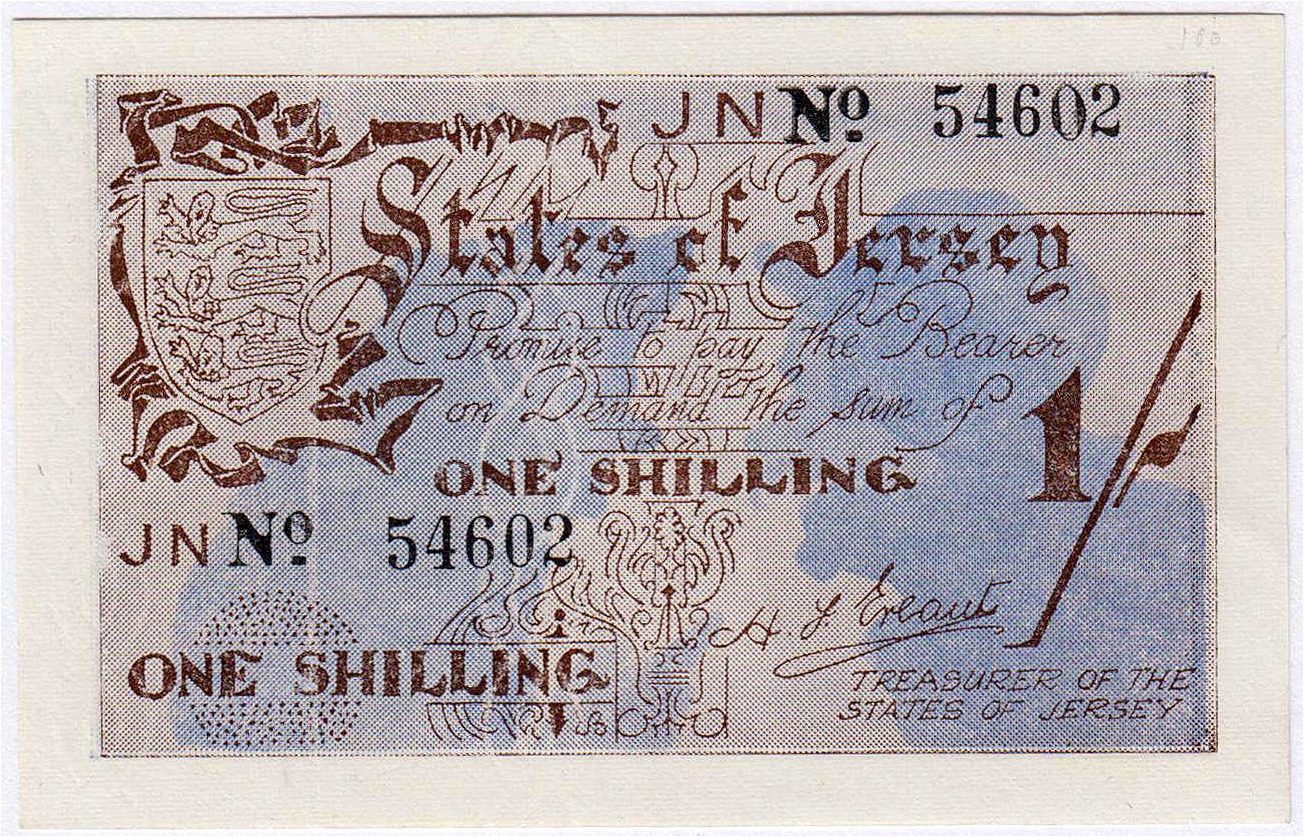 JN No 54602
States of Jersey
Promise to pay the Bearer
on Demand the sum of
ONE SHILLING
1/-
JN No 54602
ONE SHILLING
H. F. Ereaut
TREASURER OF THE
STATES OF JERSEY